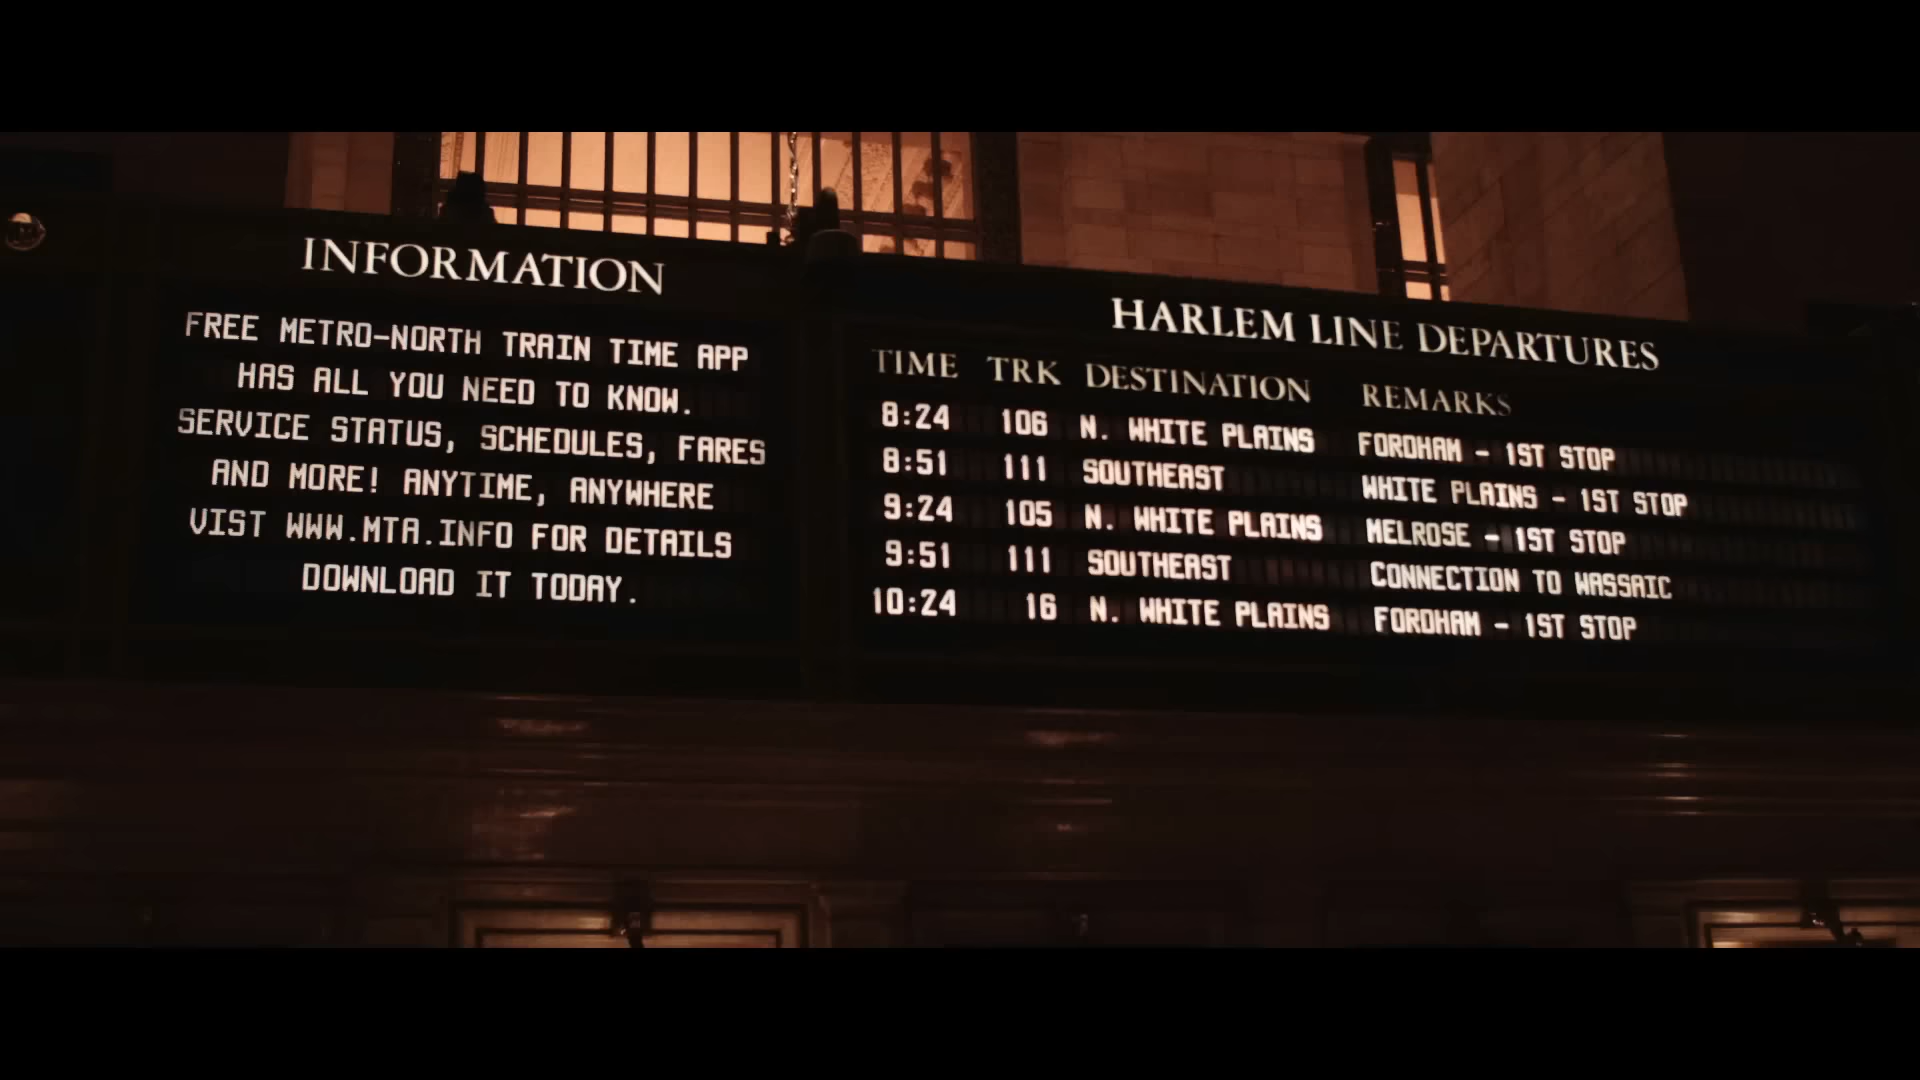 INFORMATION
FREE METRO-NORTH TRAIN TIME APP
HAS ALL YOU NEED TO KNOW.
SERVICE STATUS, SCHEDULES, FARES
AND MORE! ANYTIME, ANYWHERE
VIST WWW.MTA.INFO FOR DETAILS
DOWNLOAD IT TODAY.
HARLEM LINE DEPARTURES
TIME TRK DESTINATION REMARKS
8:24 106 N. WHITE PLAINS FORDHAM - 1ST STOP
8:51 111 SOUTHEAST WHITE PLAINS - 1ST STOP
9:24 105 N. WHITE PLAINS MELROSE - 1ST STOP
9:51 111 SOUTHEAST CONNECTION TO WASSAIC
10:24 16 N. WHITE PLAINS FORDHAM - 1ST STOP